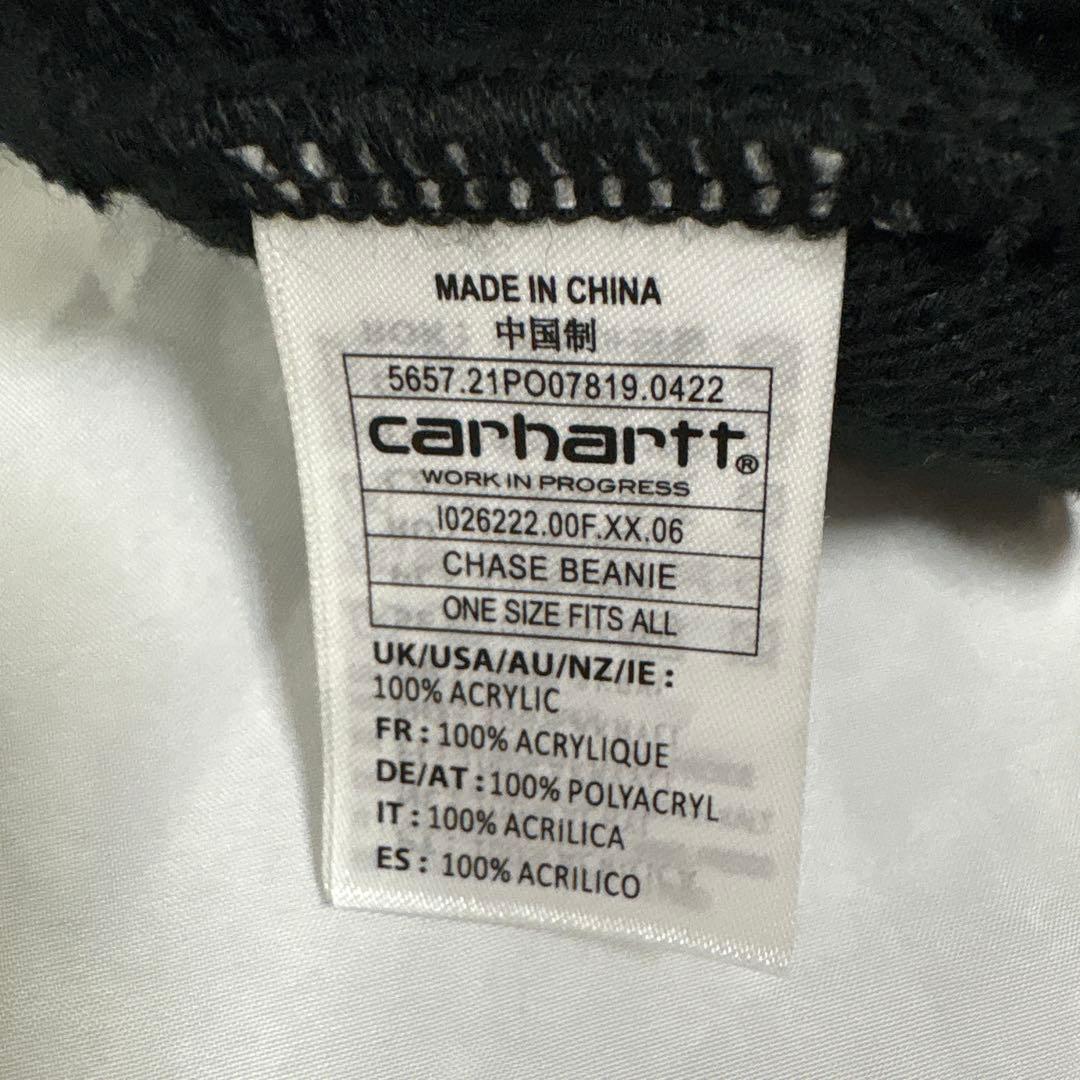 MADE IN CHINA
中国制
5657.21PO07819.0422
carhartt®
WORK IN PROGRESS
I026222.00F.XX.06
CHASE BEANIE
ONE SIZE FITS ALL
UK/USA/AU/NZ/IE :
100% ACRYLIC
FR : 100% ACRYLIQUE
DE/AT : 100% POLYACRYL
IT : 100% ACRILICA
ES : 100% ACRILICO